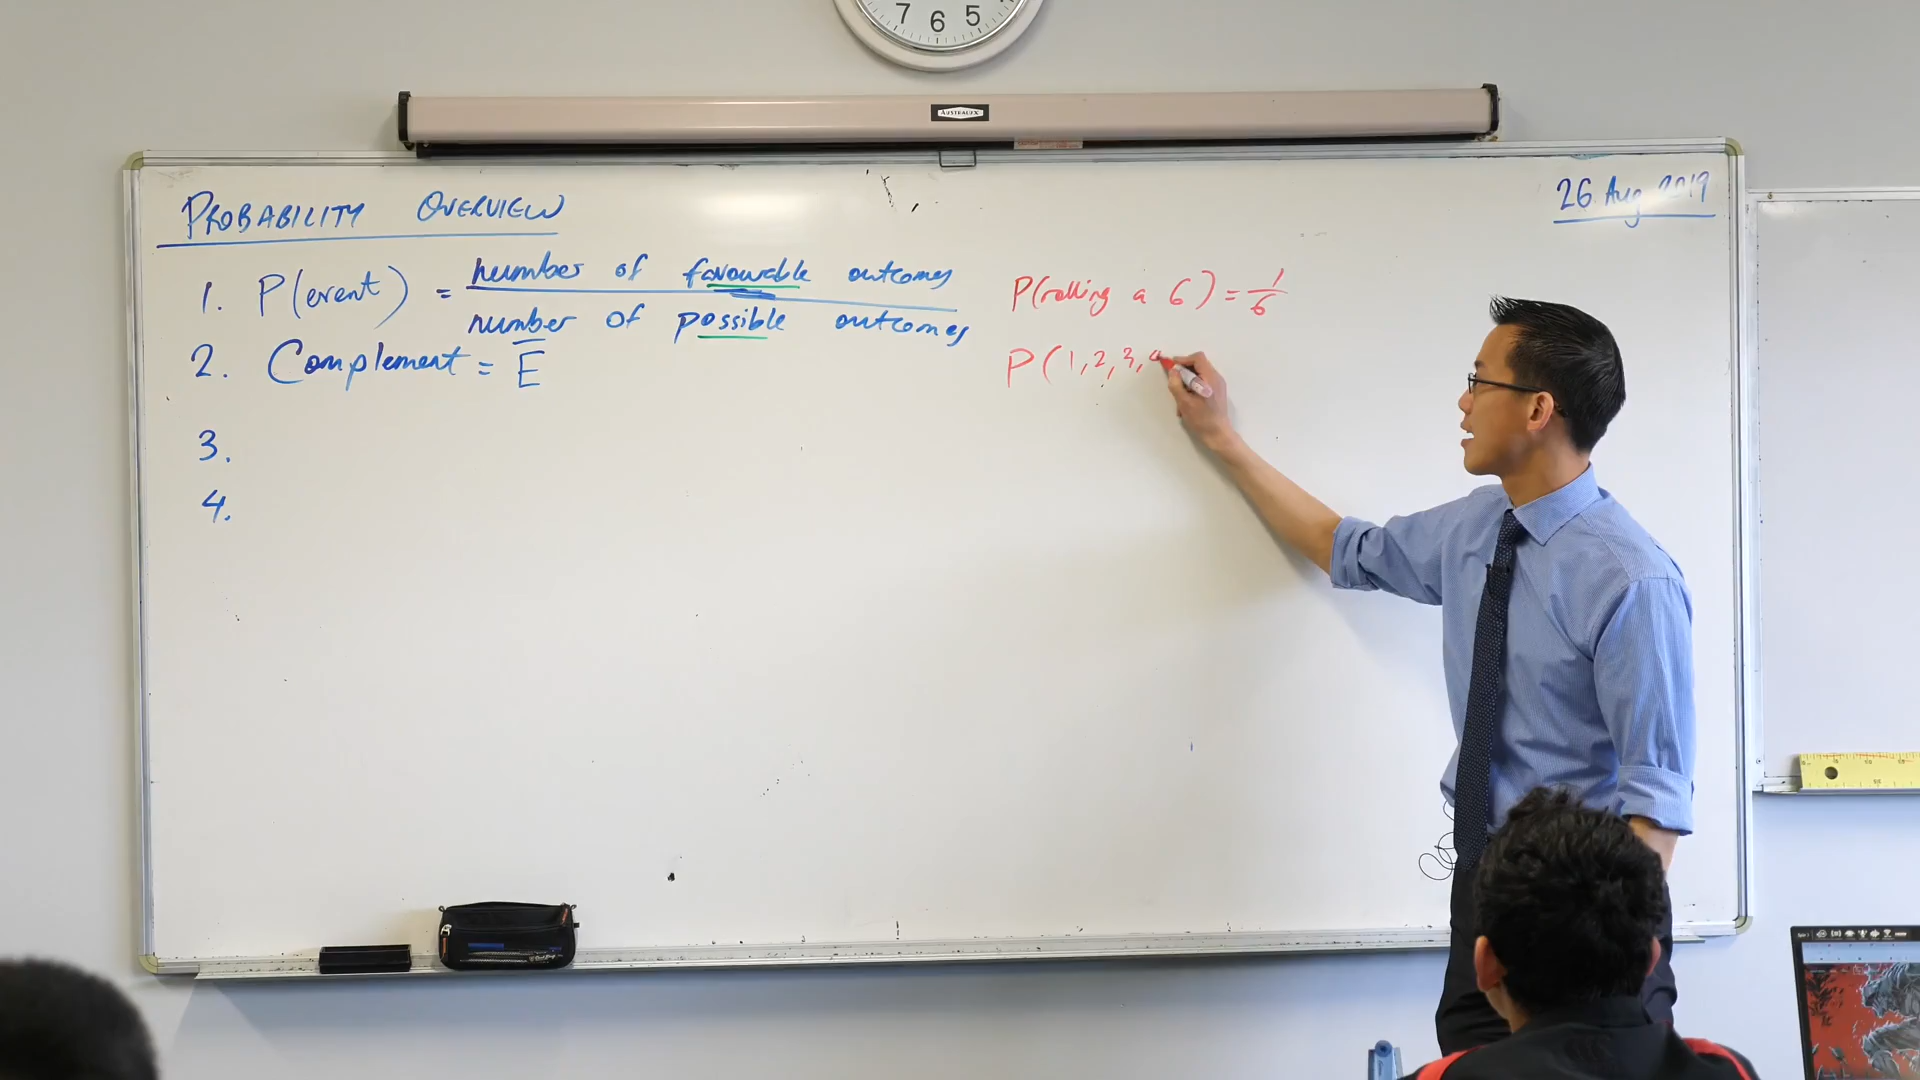 7 6 5
AUSTRALEX
PROBABILITY OVERVIEW
26 Aug 2019
1. P(event) = number of favourable outcomes
number of possible outcomes
P(rolling a 6) = 1/6
2. Complement = E̅
P(1,2,3,4
3.
4.